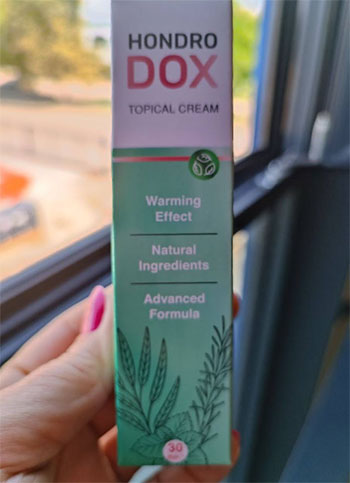 HONDRO
DOX
TOPICAL CREAM
Warming
Effect
Natural
Ingredients
Advanced
Formula
30